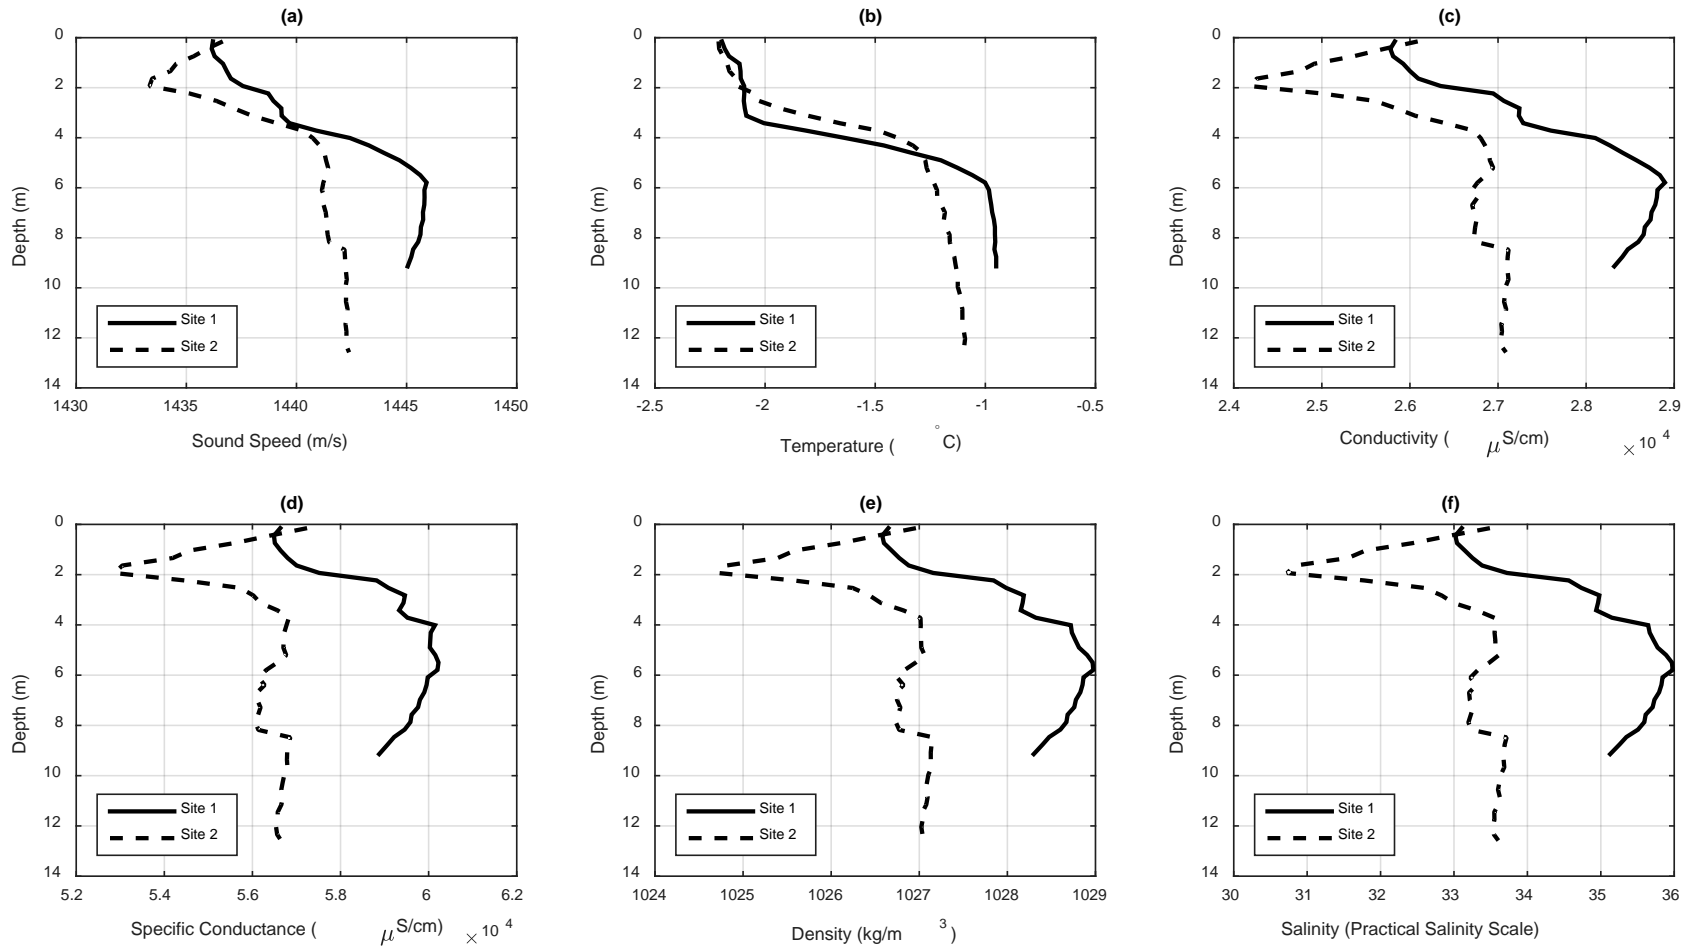 (a)
0
2
4
6
8
10
12
14
Depth (m)
1430 1435 1440 1445 1450
Sound Speed (m/s)
Site 1
Site 2
(b)
0
2
4
6
8
10
12
14
Depth (m)
-2.5 -2 -1.5 -1 -0.5
Temperature ( °C)
Site 1
Site 2
(c)
0
2
4
6
8
10
12
14
Depth (m)
2.4 2.5 2.6 2.7 2.8 2.9
Conductivity ( μS/cm) ×10 4
Site 1
Site 2
(d)
0
2
4
6
8
10
12
14
Depth (m)
5.2 5.4 5.6 5.8 6 6.2
Specific Conductance ( μS/cm) ×10 4
Site 1
Site 2
(e)
0
2
4
6
8
10
12
14
Depth (m)
1024 1025 1026 1027 1028 1029
Density (kg/m 3 )
Site 1
Site 2
(f)
0
2
4
6
8
10
12
14
Depth (m)
30 31 32 33 34 35 36
Salinity (Practical Salinity Scale)
Site 1
Site 2